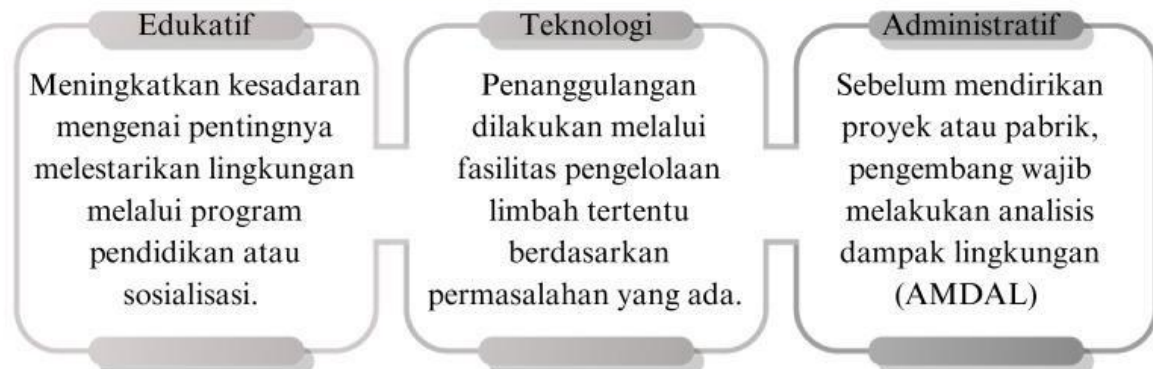 Edukatif
Meningkatkan kesadaran
mengenai pentingnya
melestarikan lingkungan
melalui program
pendidikan atau
sosialisasi.
Teknologi
Penanggulangan
dilakukan melalui
fasilitas pengelolaan
limbah tertentu
berdasarkan
permasalahan yang ada.
Administratif
Sebelum mendirikan
proyek atau pabrik,
pengembang wajib
melakukan analisis
dampak lingkungan
(AMDAL)